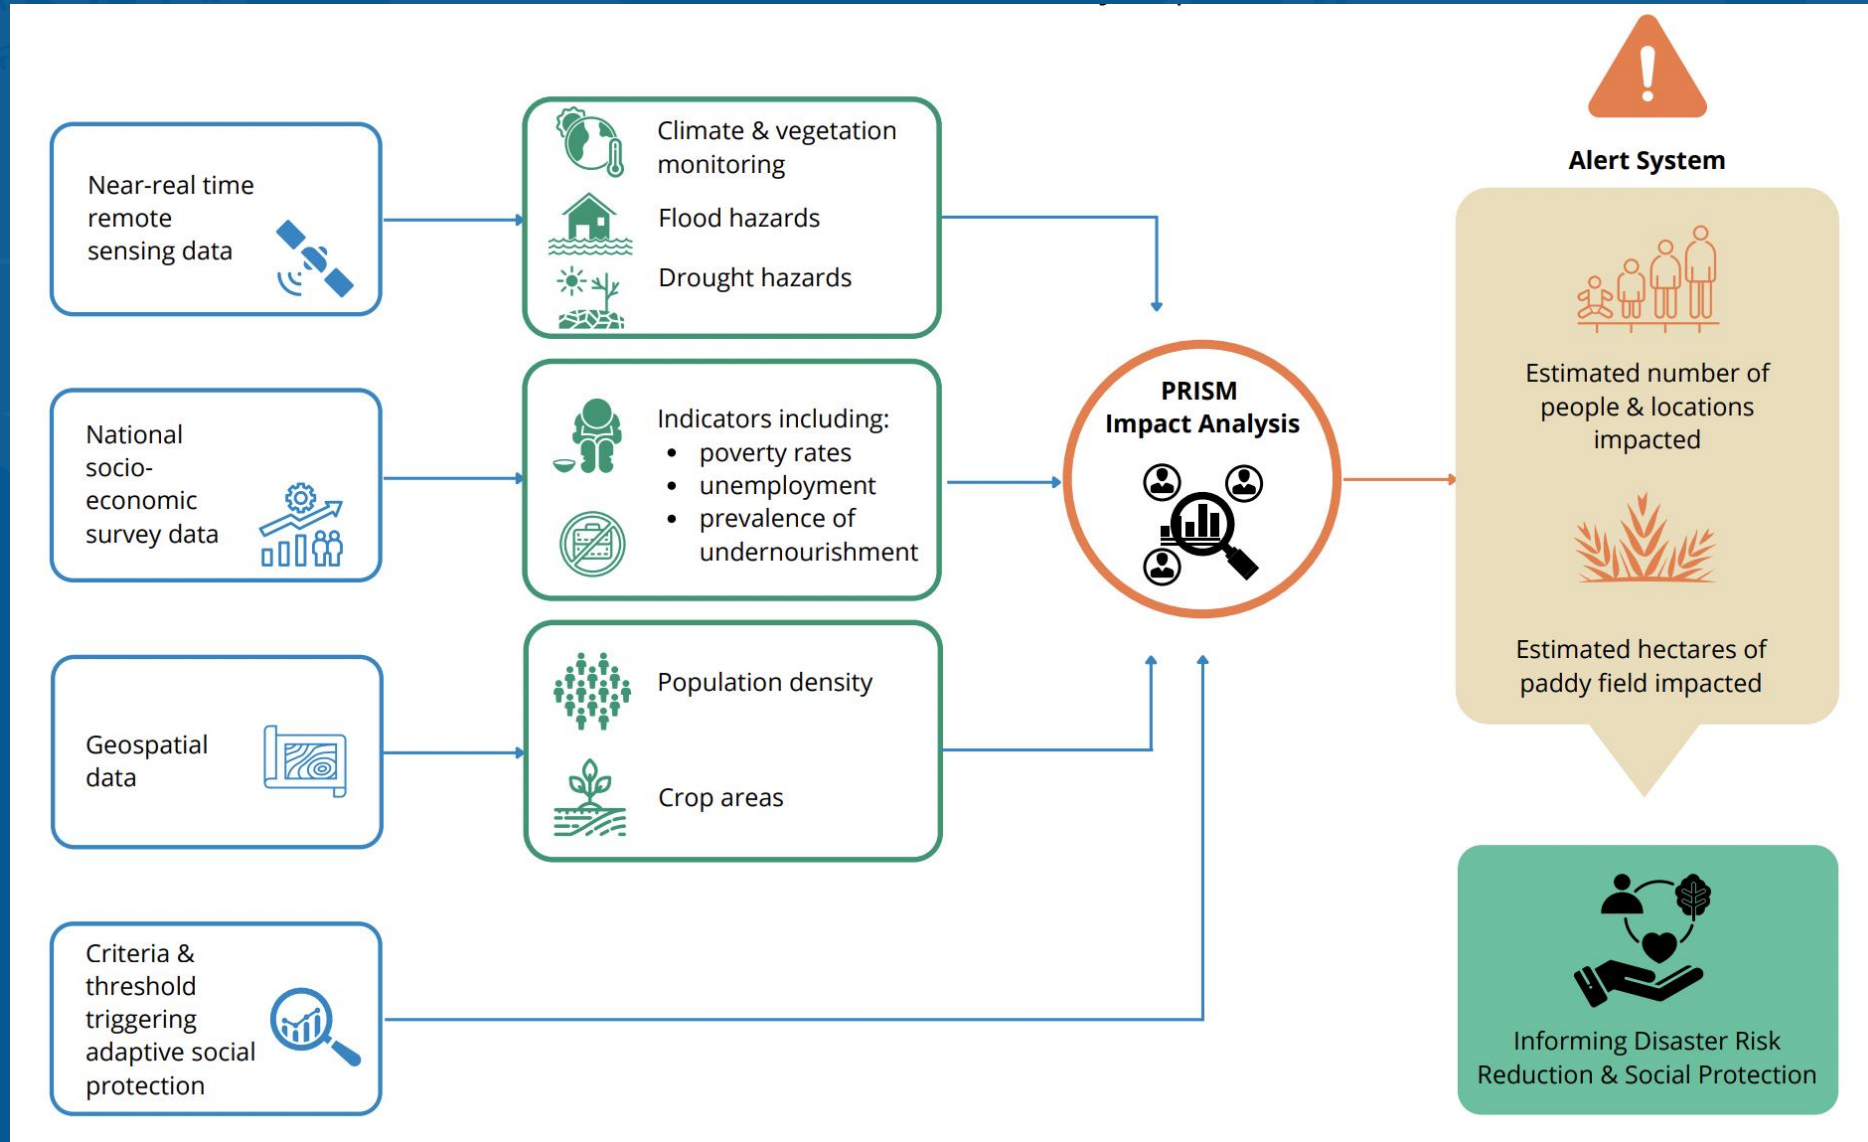 Near-real time
remote
sensing data
Climate & vegetation
monitoring
Flood hazards
Drought hazards
National
socio-
economic
survey data
Indicators including:
• poverty rates
• unemployment
• prevalence of
undernourishment
Geospatial
data
Population density
Crop areas
Criteria &
threshold
triggering
adaptive social
protection
PRISM
Impact Analysis
Alert System
Estimated number of
people & locations
impacted
Estimated hectares of
paddy field impacted
Informing Disaster Risk
Reduction & Social Protection